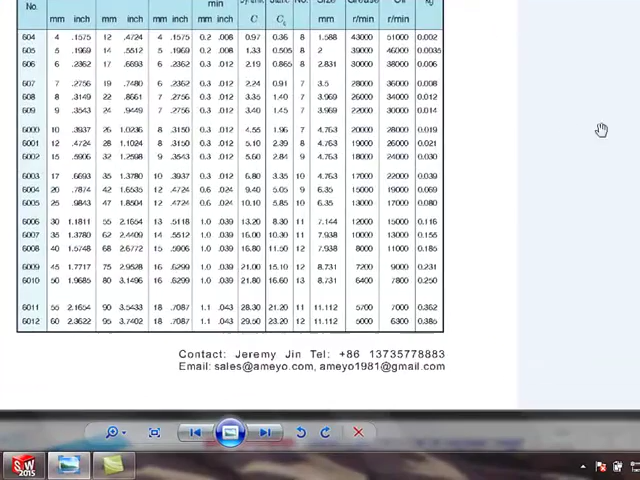 No. mm inch mm inch mm inch min mm inch C C₀ No. Size mm Grease r/min Oil r/min kg
604 4 .1575 12 .4724 4 .1575 0.2 .008 0.97 0.36 8 1.588 43000 51000 0.002
605 5 .1969 14 .5512 5 .1969 0.2 .008 1.33 0.505 8 2 39000 46000 0.0035
606 6 .2362 17 .6693 6 .2362 0.3 .012 2.19 0.865 8 2.831 30000 38000 0.006
607 7 .2756 19 .7480 6 .2362 0.3 .012 2.24 0.91 7 3.5 28000 36000 0.008
608 8 .3149 22 .8661 7 .2756 0.3 .012 3.35 1.40 7 3.969 26000 34000 0.012
609 9 .3543 24 .9449 7 .2756 0.3 .012 3.40 1.45 7 3.969 22000 30000 0.014
6000 10 .3937 26 1.0236 8 .3150 0.3 .012 4.55 1.96 7 4.763 20000 28000 0.019
6001 12 .4724 28 1.1024 8 .3150 0.3 .012 5.10 2.39 8 4.763 19000 26000 0.021
6002 15 .5906 32 1.2598 9 .3543 0.3 .012 5.60 2.84 9 4.763 18000 24000 0.030
6003 17 .6693 35 1.3780 10 .3937 0.3 .012 6.80 3.35 10 4.763 17000 22000 0.039
6004 20 .7874 42 1.6535 12 .4724 0.6 .024 9.40 5.05 9 6.35 15000 19000 0.069
6005 25 .9843 47 1.8504 12 .4724 0.6 .024 10.10 5.85 10 6.35 13000 17000 0.080
6006 30 1.1811 55 2.1654 13 .5118 1.0 .039 13.20 8.30 11 7.144 12000 15000 0.116
6007 35 1.3780 62 2.4409 14 .5512 1.0 .039 16.00 10.30 11 7.938 10000 13000 0.155
6008 40 1.5748 68 2.6772 15 .5906 1.0 .039 16.80 11.50 12 7.938 8000 11000 0.185
6009 45 1.7717 75 2.9528 16 .6299 1.0 .039 21.00 15.10 12 8.731 7200 9000 0.231
6010 50 1.9685 80 3.1496 16 .6299 1.0 .039 21.80 16.60 13 8.731 6400 7800 0.250
6011 55 2.1654 90 3.5433 18 .7087 1.1 .043 28.30 21.20 11 11.112 5700 7000 0.362
6012 60 2.3622 95 3.7402 18 .7087 1.1 .043 29.50 23.20 12 11.112 5000 6300 0.385
Contact: Jeremy Jin Tel: +86 13735778883
Email: sales@ameyo.com, ameyo1981@gmail.com
SW
2015